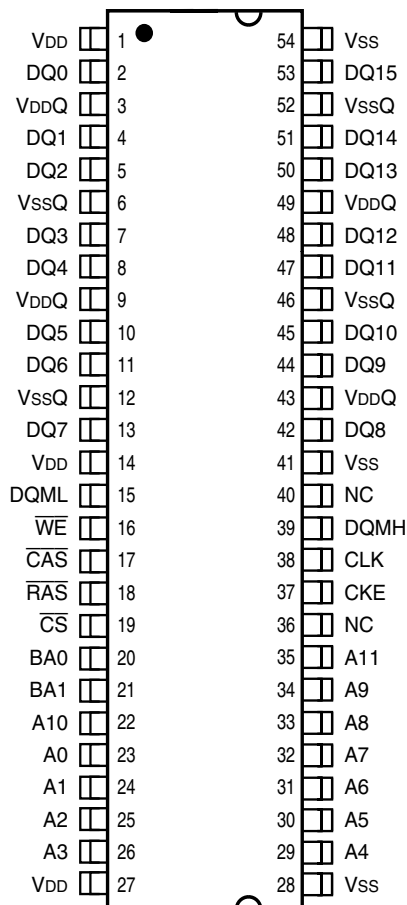 VDD 1 54 VSS
DQ0 2 53 DQ15
VDDQ 3 52 VSSQ
DQ1 4 51 DQ14
DQ2 5 50 DQ13
VSSQ 6 49 VDDQ
DQ3 7 48 DQ12
DQ4 8 47 DQ11
VDDQ 9 46 VSSQ
DQ5 10 45 DQ10
DQ6 11 44 DQ9
VSSQ 12 43 VDDQ
DQ7 13 42 DQ8
VDD 14 41 VSS
DQML 15 40 NC
W̅E̅ 16 39 DQMH
C̅A̅S̅ 17 38 CLK
R̅A̅S̅ 18 37 CKE
C̅S̅ 19 36 NC
BA0 20 35 A11
BA1 21 34 A9
A10 22 33 A8
A0 23 32 A7
A1 24 31 A6
A2 25 30 A5
A3 26 29 A4
VDD 27 28 VSS